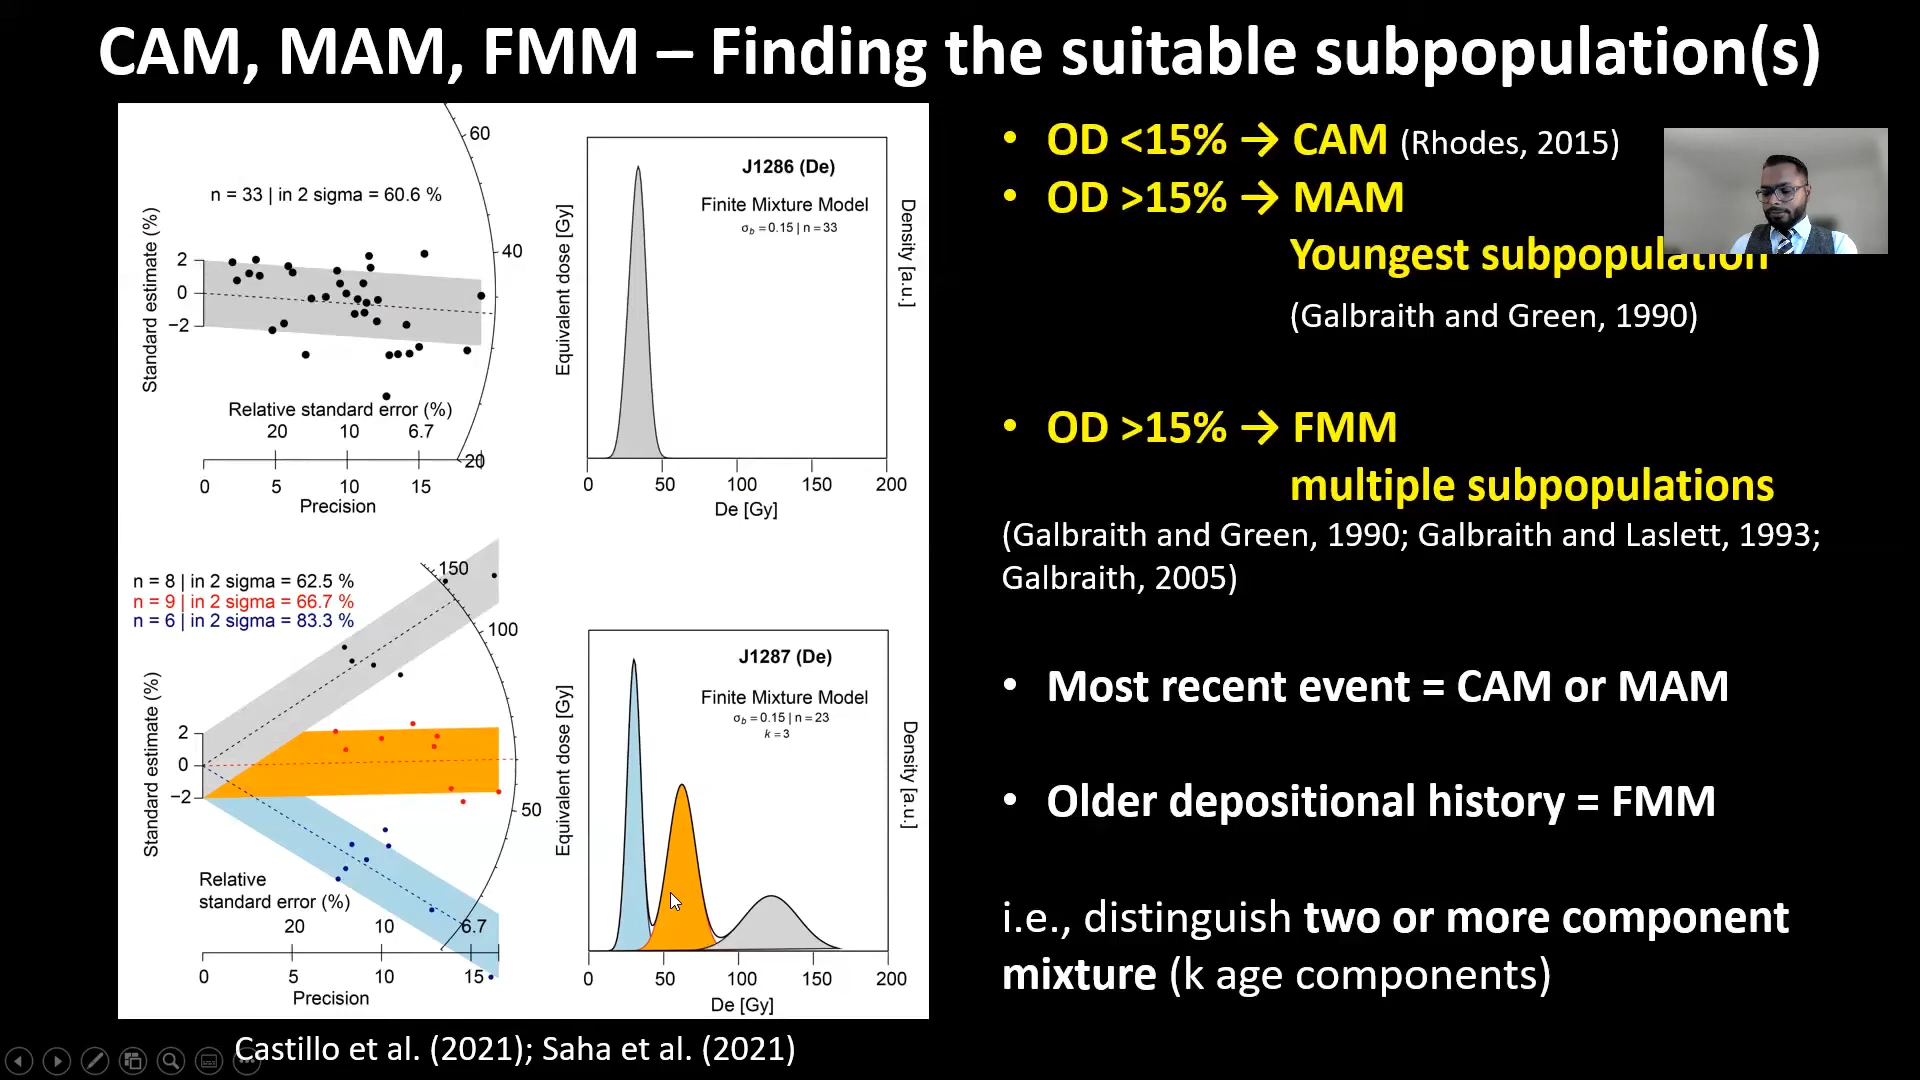 CAM, MAM, FMM – Finding the suitable subpopulation(s)
n = 33 | in 2 sigma = 60.6 %
Standard estimate (%)
2
0
−2
60
40
20
Relative standard error (%)
20 10 6.7
0 5 10 15
Precision
J1286 (De)
Finite Mixture Model
σb = 0.15 | n = 33
Equivalent dose [Gy]
Density [a.u.]
0 50 100 150 200
De [Gy]
n = 8 | in 2 sigma = 62.5 %
n = 9 | in 2 sigma = 66.7 %
n = 6 | in 2 sigma = 83.3 %
Standard estimate (%)
2
0
−2
150
100
50
Relative
standard error (%)
20 10 6.7
0 5 10 15
Precision
J1287 (De)
Finite Mixture Model
σb = 0.15 | n = 23
k = 3
Equivalent dose [Gy]
Density [a.u.]
0 50 100 150 200
De [Gy]
Castillo et al. (2021); Saha et al. (2021)
• OD <15% → CAM (Rhodes, 2015)
• OD >15% → MAM
Youngest subpopulation
(Galbraith and Green, 1990)
• OD >15% → FMM
multiple subpopulations
(Galbraith and Green, 1990; Galbraith and Laslett, 1993;
Galbraith, 2005)
• Most recent event = CAM or MAM
• Older depositional history = FMM
i.e., distinguish two or more component
mixture (k age components)